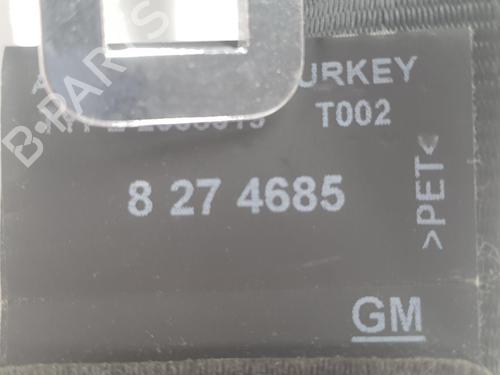 URKEY
T002
8 27 4685
>PET<
GM
B-PARTS